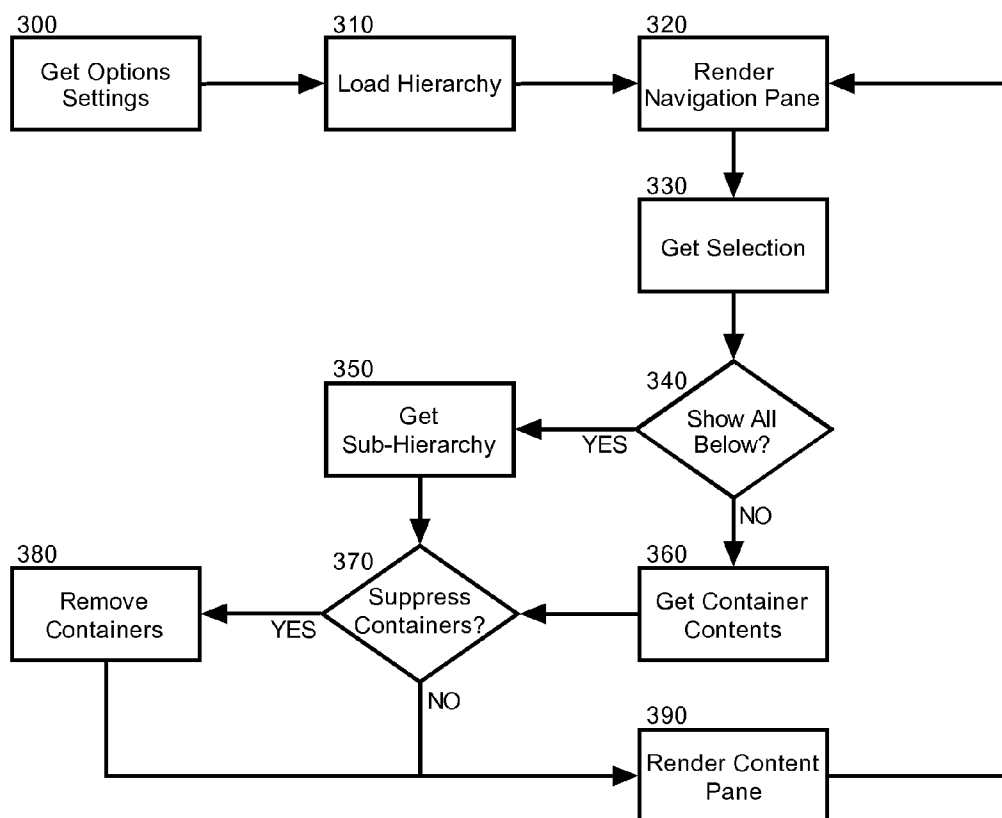 300
Get Options
Settings
310
Load Hierarchy
320
Render
Navigation Pane
330
Get Selection
340
Show All
Below?
YES
NO
350
Get
Sub-Hierarchy
360
Get Container
Contents
370
Suppress
Containers?
YES
NO
380
Remove
Containers
390
Render Content
Pane